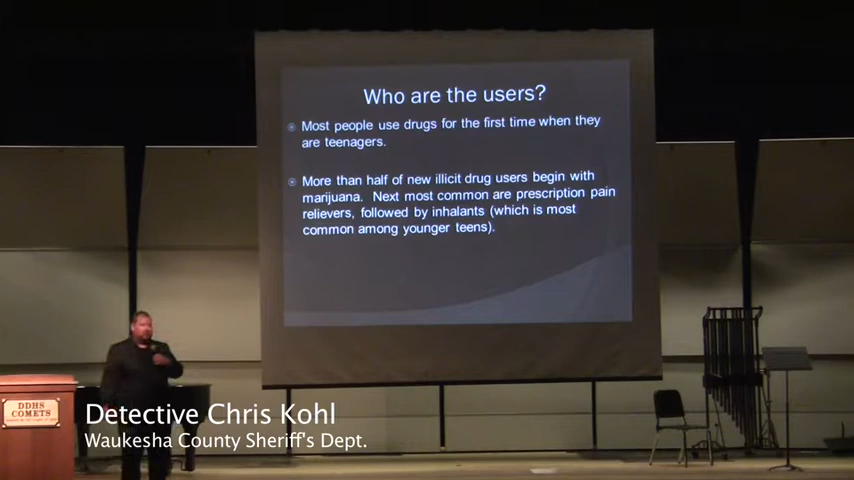 Who are the users?
Most people use drugs for the first time when they
are teenagers.
More than half of new illicit drug users begin with
marijuana. Next most common are prescription pain
relievers, followed by inhalants (which is most
common among younger teens).
DDHS
COMETS
Detective Chris Kohl
Waukesha County Sheriff's Dept.